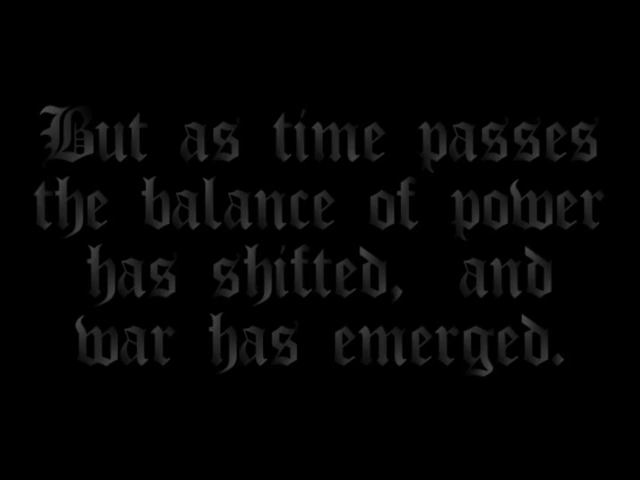 But as time passes
the balance of power
has shifted, and
war has emerged.